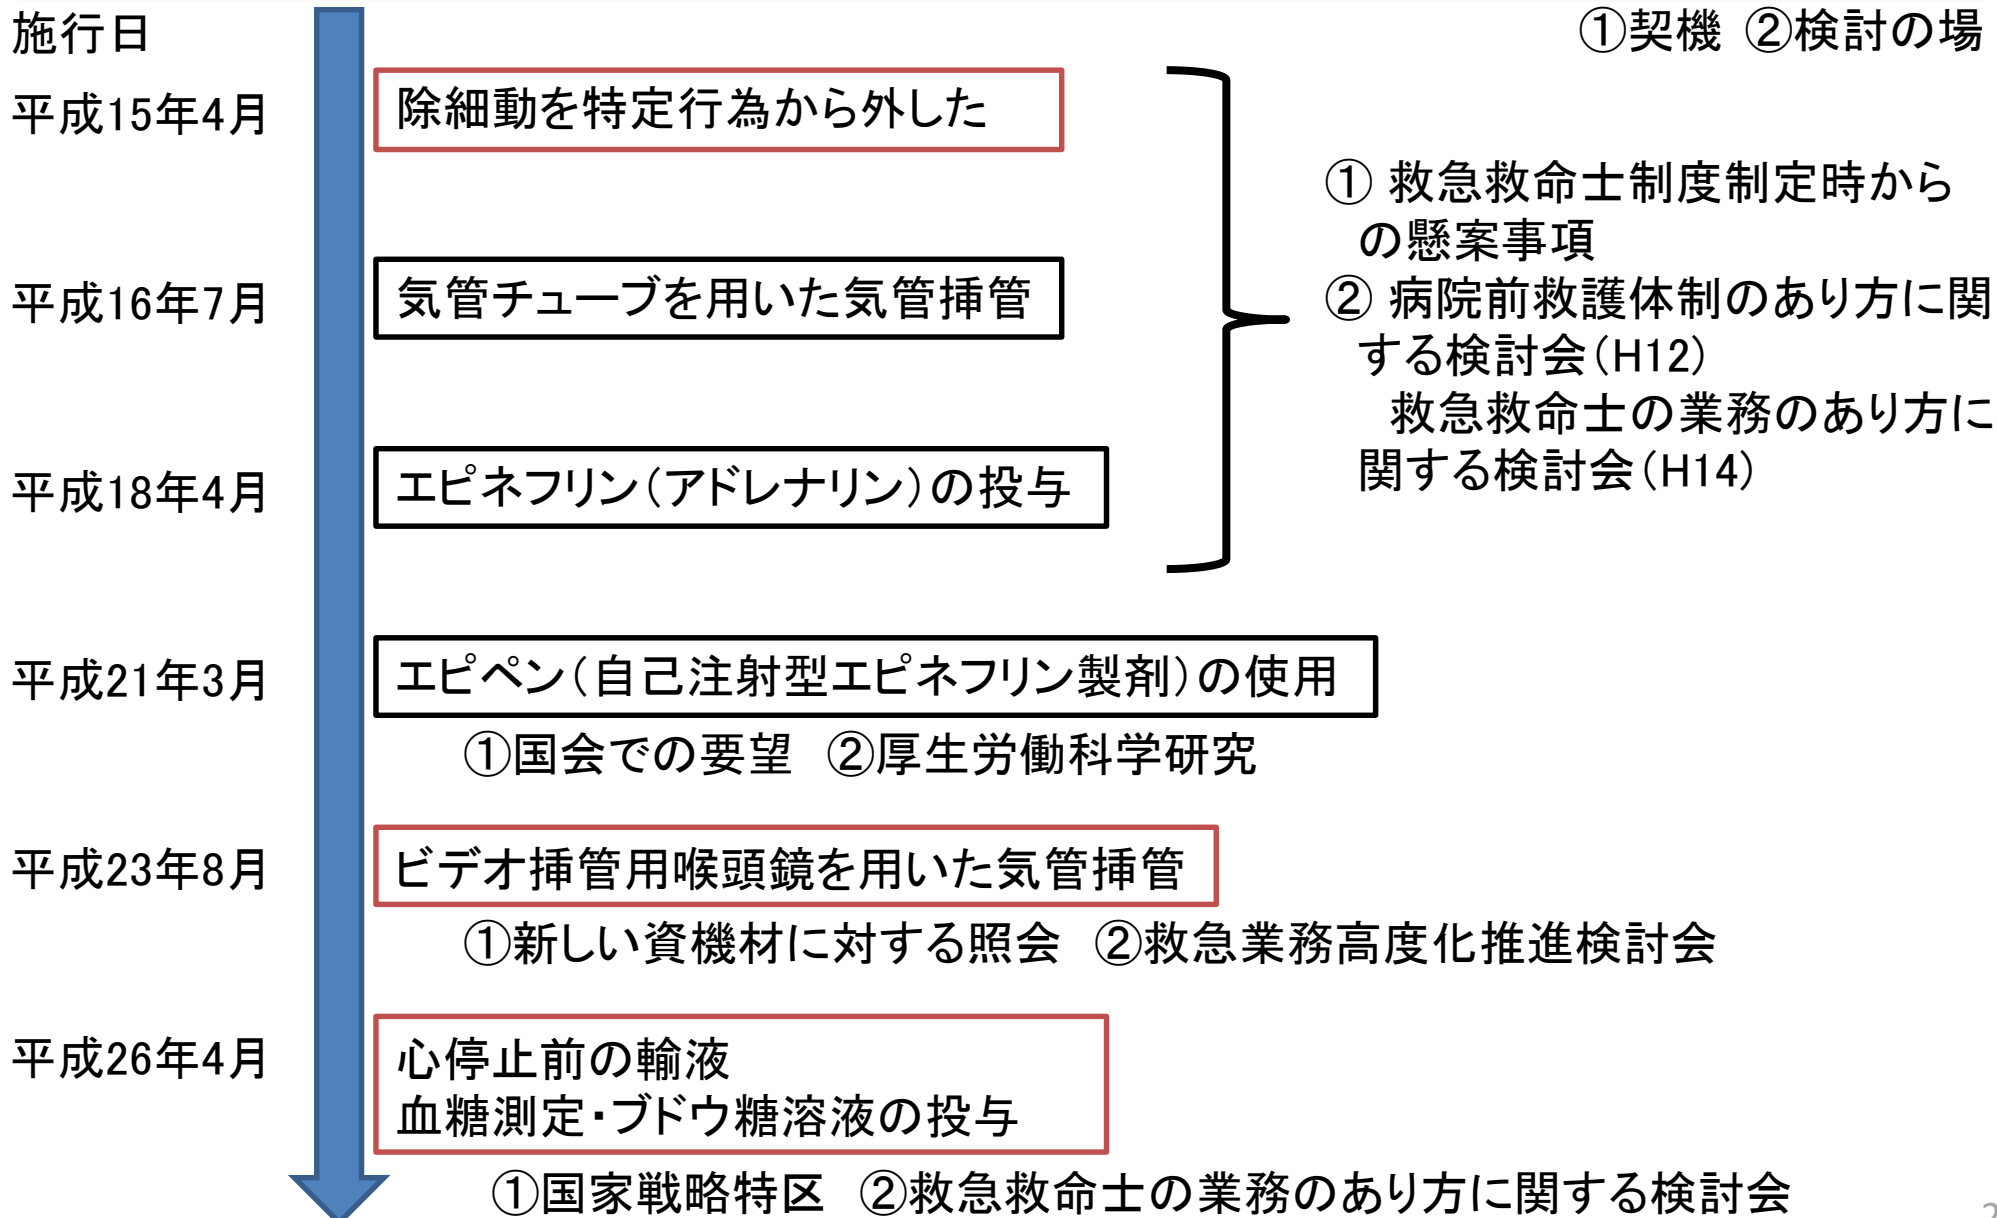 施行日
①契機 ②検討の場
平成15年4月
除細動を特定行為から外した
平成16年7月
気管チューブを用いた気管挿管
平成18年4月
エピネフリン（アドレナリン）の投与
① 救急救命士制度制定時から
の懸案事項
② 病院前救護体制のあり方に関
する検討会（H12）
救急救命士の業務のあり方に
関する検討会（H14）
平成21年3月
エピペン（自己注射型エピネフリン製剤）の使用
①国会での要望 ②厚生労働科学研究
平成23年8月
ビデオ挿管用喉頭鏡を用いた気管挿管
①新しい資機材に対する照会 ②救急業務高度化推進検討会
平成26年4月
心停止前の輸液
血糖測定・ブドウ糖溶液の投与
①国家戦略特区 ②救急救命士の業務のあり方に関する検討会